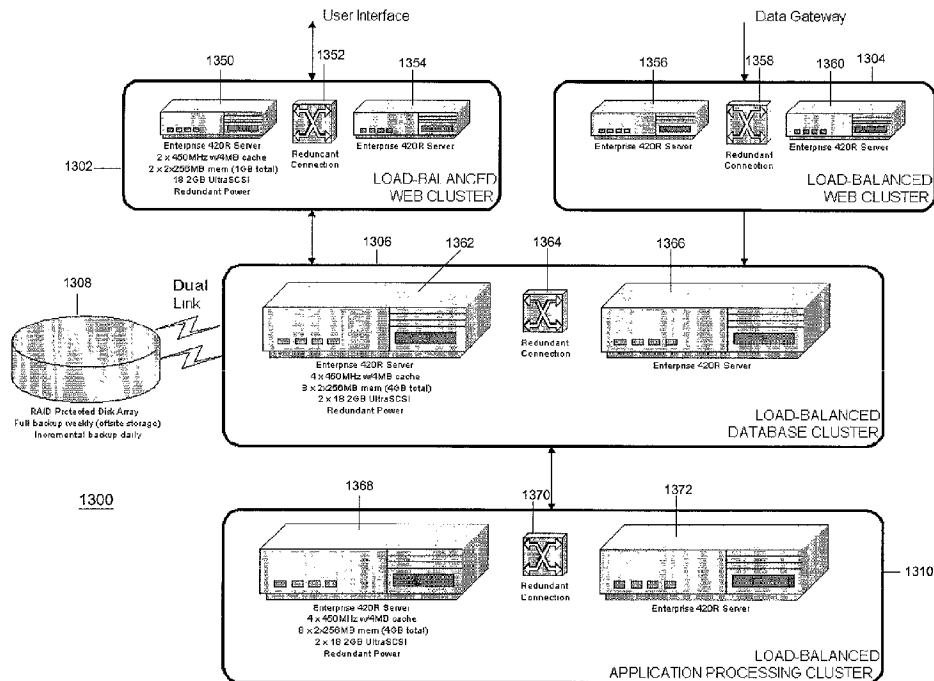 User Interface
Data Gateway
1350
1352
1354
1356
1358
1360
1304
Enterprise 420R Server
2 x 450MHz w/4MB cache
2 x 2x256MB mem (1GB total)
18.2GB UltraSCSI
Redundant Power
Redundant
Connection
Enterprise 420R Server
LOAD-BALANCED
WEB CLUSTER
1302
Enterprise 420R Server
Redundant
Connection
Enterprise 420R Server
LOAD-BALANCED
WEB CLUSTER
1306
1362
1364
1366
1308
Dual
Link
RAID Protected Disk Array
Full backup weekly (offsite storage)
Incremental backup daily
Enterprise 420R Server
4 x 450MHz w/4MB cache
8 x 2x256MB mem (4GB total)
2 x 18.2GB UltraSCSI
Redundant Power
Redundant
Connection
Enterprise 420R Server
LOAD-BALANCED
DATABASE CLUSTER
1300
1368
1370
1372
1310
Enterprise 420R Server
4 x 450MHz w/4MB cache
8 x 2x256MB mem (4GB total)
2 x 18.2GB UltraSCSI
Redundant Power
Redundant
Connection
Enterprise 420R Server
LOAD-BALANCED
APPLICATION PROCESSING CLUSTER